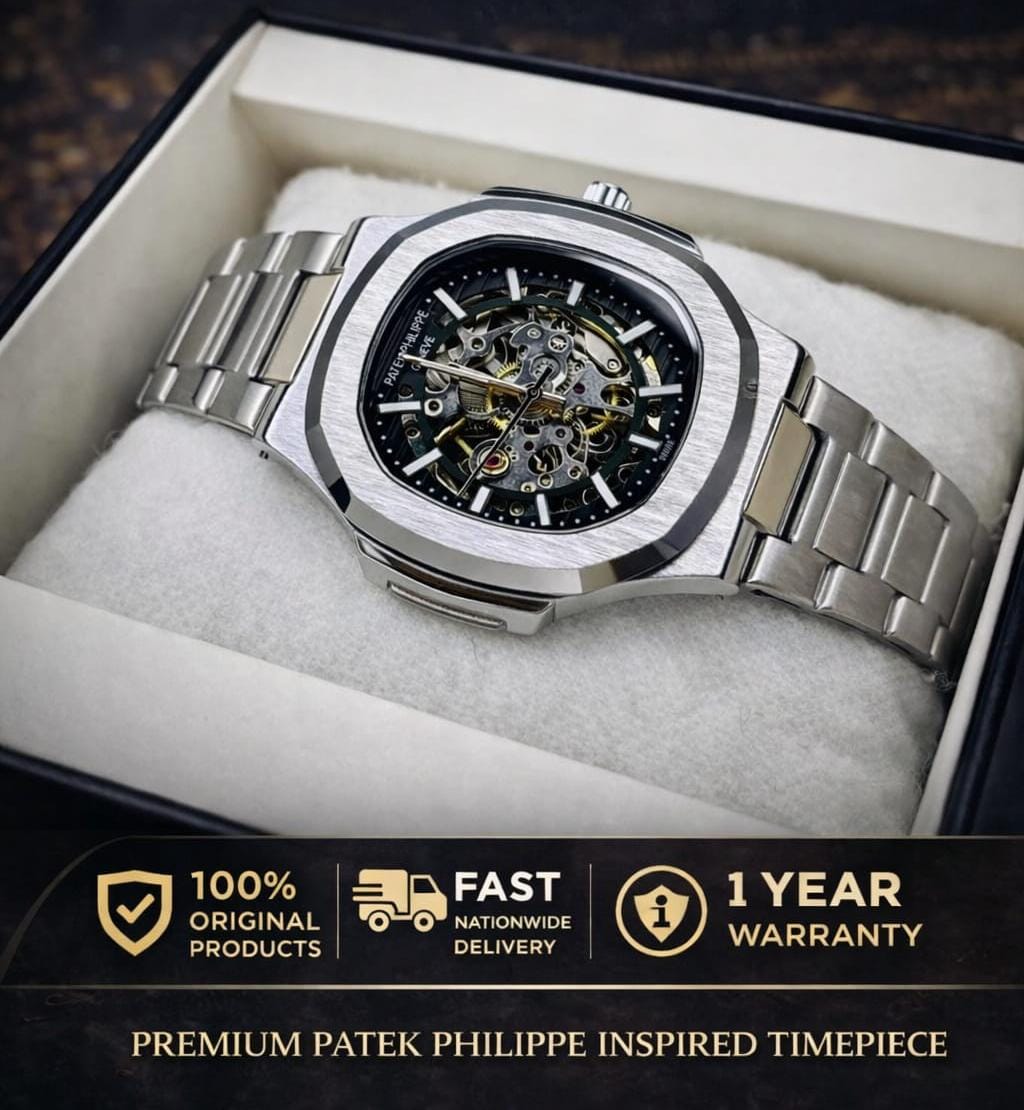 PATEK PHILIPPE
GENEVE
100%
ORIGINAL
PRODUCTS
FAST
NATIONWIDE
DELIVERY
1 YEAR
WARRANTY
PREMIUM PATEK PHILIPPE INSPIRED TIMEPIECE